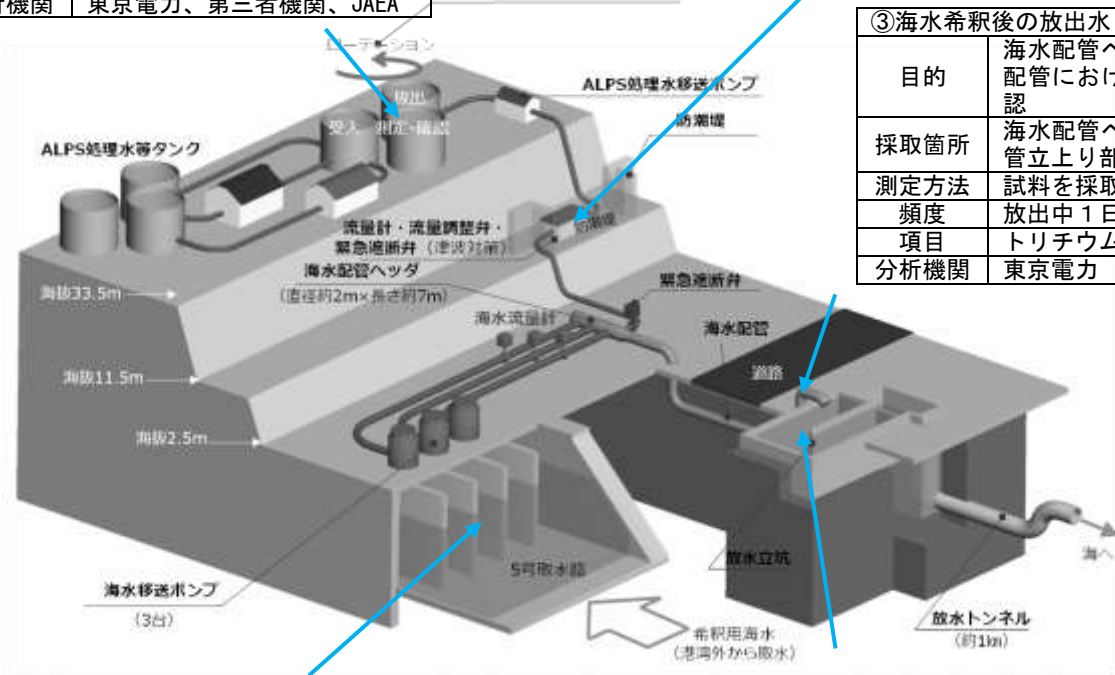 機関 東京電力、第三者機関、JAEA
③海水希釈後の放出水
目的
海水配管ヘ
配管におけ
認
採取箇所
海水配管ヘ
管立上り部
測定方法 試料を採取
頻度 放出中1日
項目 トリチウム
分析機関 東京電力
ローテーション
放出
受入 測定・確認
ALPS処理水移送ポンプ
防潮堤
ALPS処理水等タンク
防潮堤
流量計・流量調整弁・
緊急遮断弁(津波対策)
海水配管ヘッダ
(直径約2m×長さ約7m)
緊急遮断弁
海抜33.5m
海水流量計
海水配管
道路
海抜11.5m
海抜2.5m
5号取水路
放水立坑
海へ
海水移送ポンプ
(3台)
希釈用海水
(港湾外から取水)
放水トンネル
(約1km)